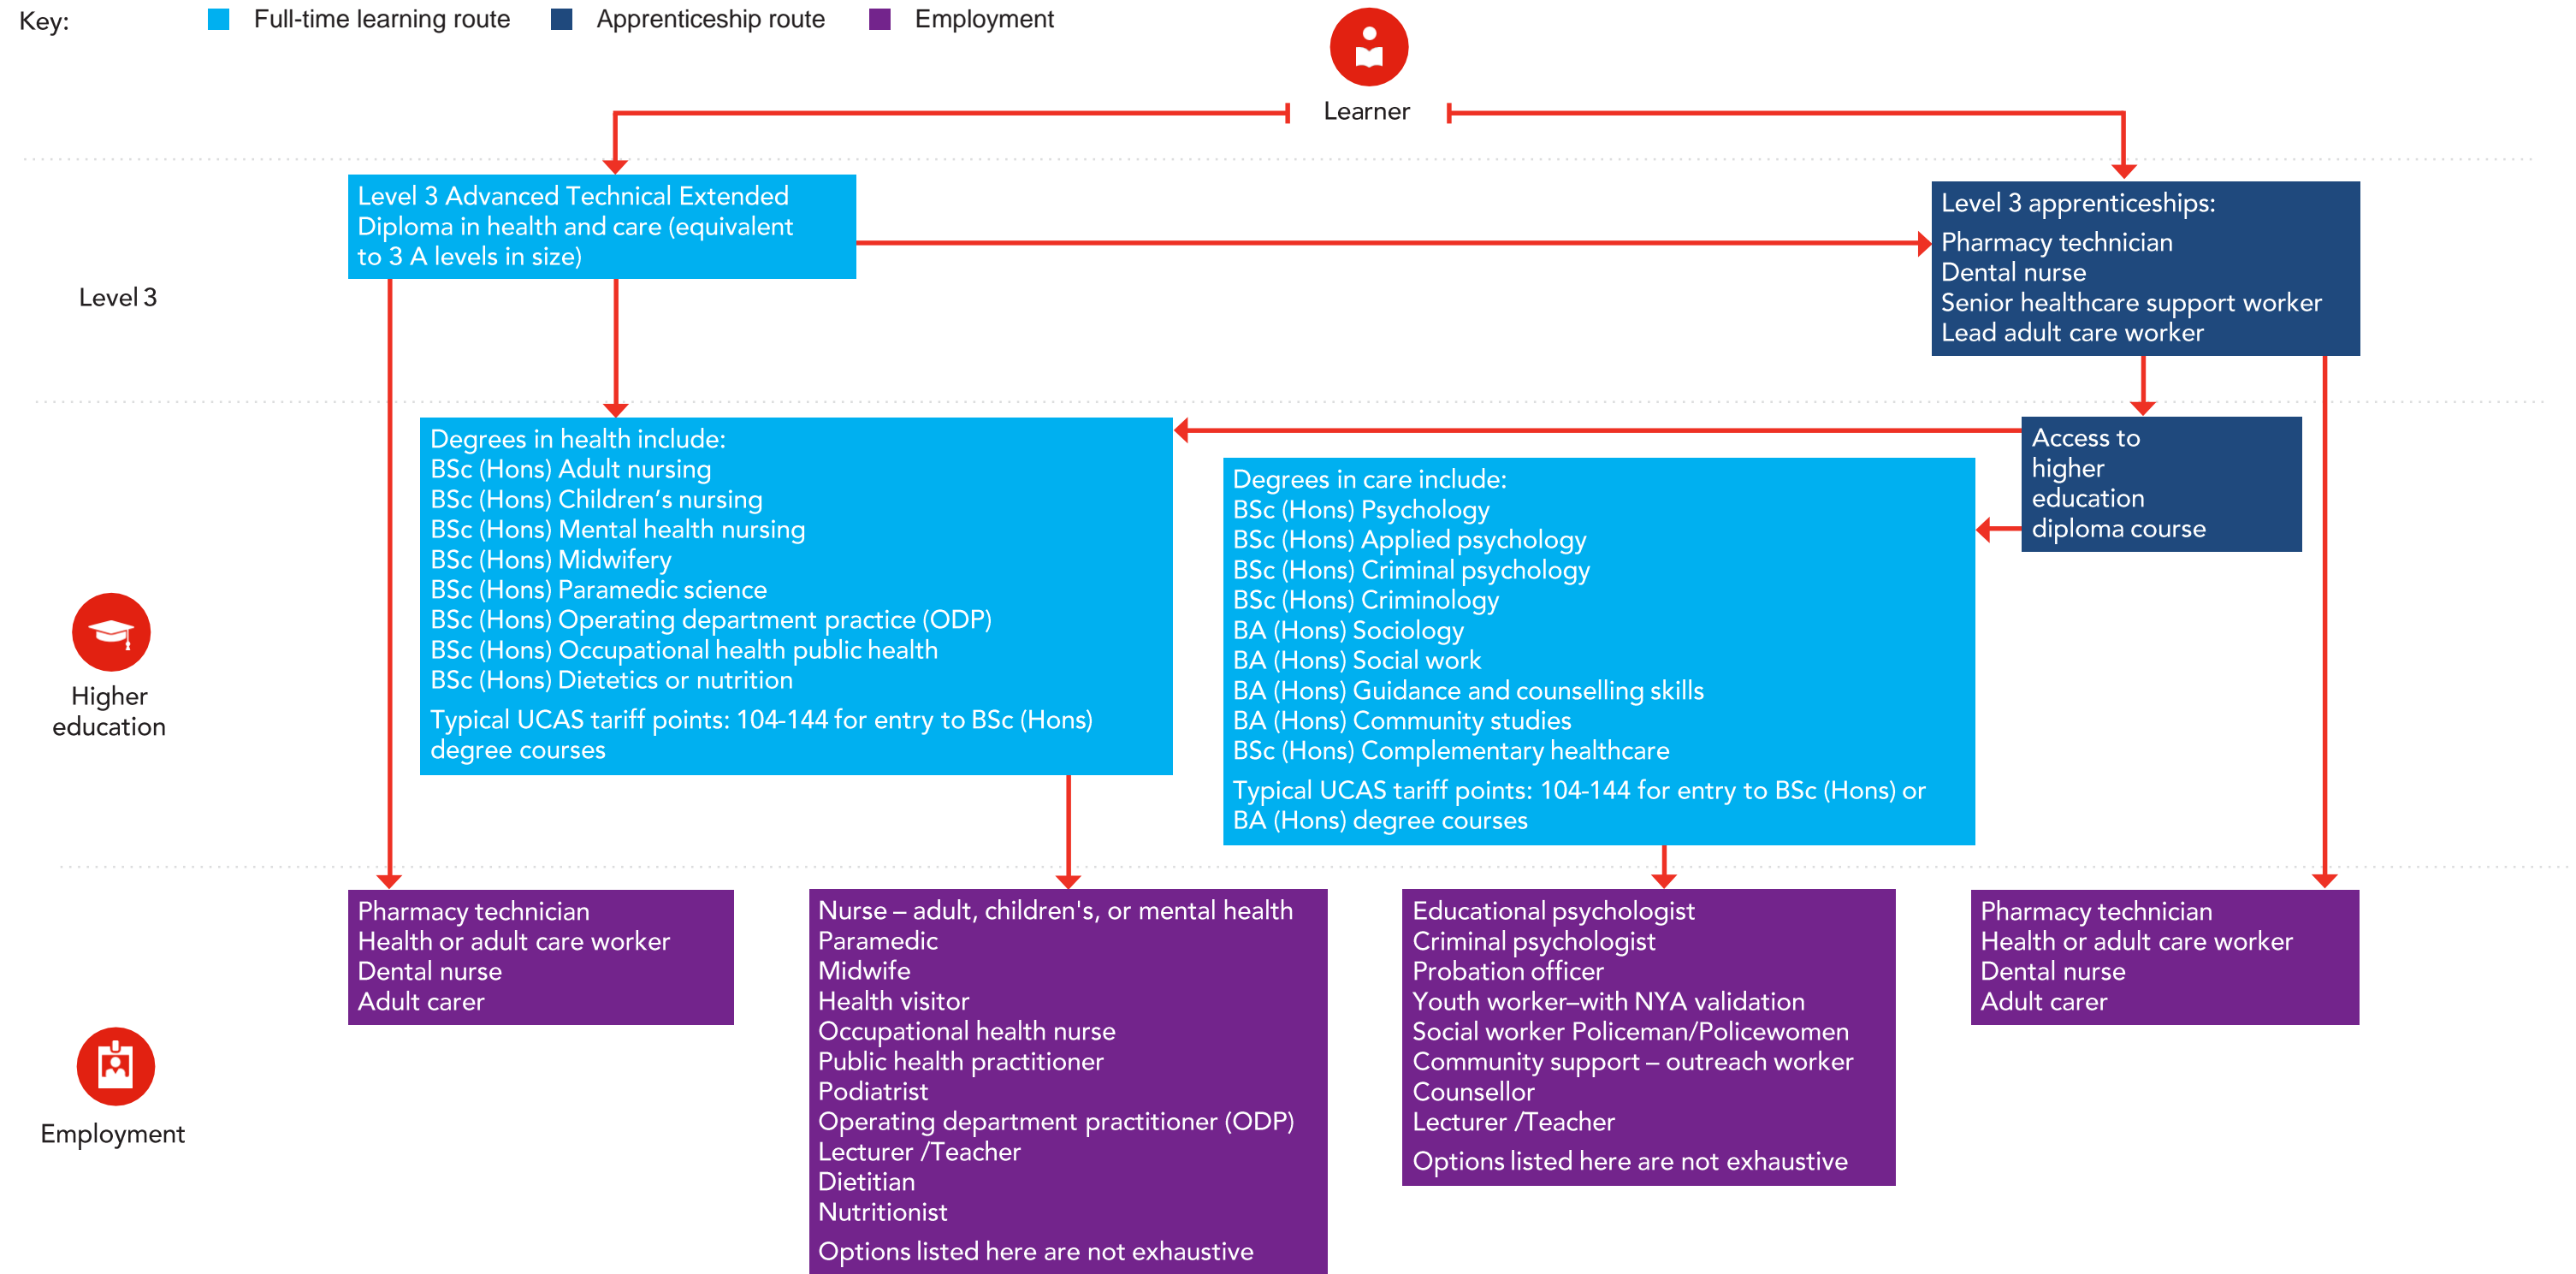 Key:
Full-time learning route
Apprenticeship route
Employment
Learner
Level 3
Level 3 Advanced Technical Extended
Diploma in health and care (equivalent
to 3 A levels in size)
Level 3 apprenticeships:
Pharmacy technician
Dental nurse
Senior healthcare support worker
Lead adult care worker
Higher
education
Degrees in health include:
BSc (Hons) Adult nursing
BSc (Hons) Children’s nursing
BSc (Hons) Mental health nursing
BSc (Hons) Midwifery
BSc (Hons) Paramedic science
BSc (Hons) Operating department practice (ODP)
BSc (Hons) Occupational health public health
BSc (Hons) Dietetics or nutrition
Typical UCAS tariff points: 104-144 for entry to BSc (Hons)
degree courses
Degrees in care include:
BSc (Hons) Psychology
BSc (Hons) Applied psychology
BSc (Hons) Criminal psychology
BSc (Hons) Criminology
BA (Hons) Sociology
BA (Hons) Social work
BA (Hons) Guidance and counselling skills
BA (Hons) Community studies
BSc (Hons) Complementary healthcare
Typical UCAS tariff points: 104-144 for entry to BSc (Hons) or
BA (Hons) degree courses
Access to
higher
education
diploma course
Employment
Pharmacy technician
Health or adult care worker
Dental nurse
Adult carer
Nurse – adult, children's, or mental health
Paramedic
Midwife
Health visitor
Occupational health nurse
Public health practitioner
Podiatrist
Operating department practitioner (ODP)
Lecturer /Teacher
Dietitian
Nutritionist
Options listed here are not exhaustive
Educational psychologist
Criminal psychologist
Probation officer
Youth worker–with NYA validation
Social worker Policeman/Policewomen
Community support – outreach worker
Counsellor
Lecturer /Teacher
Options listed here are not exhaustive
Pharmacy technician
Health or adult care worker
Dental nurse
Adult carer